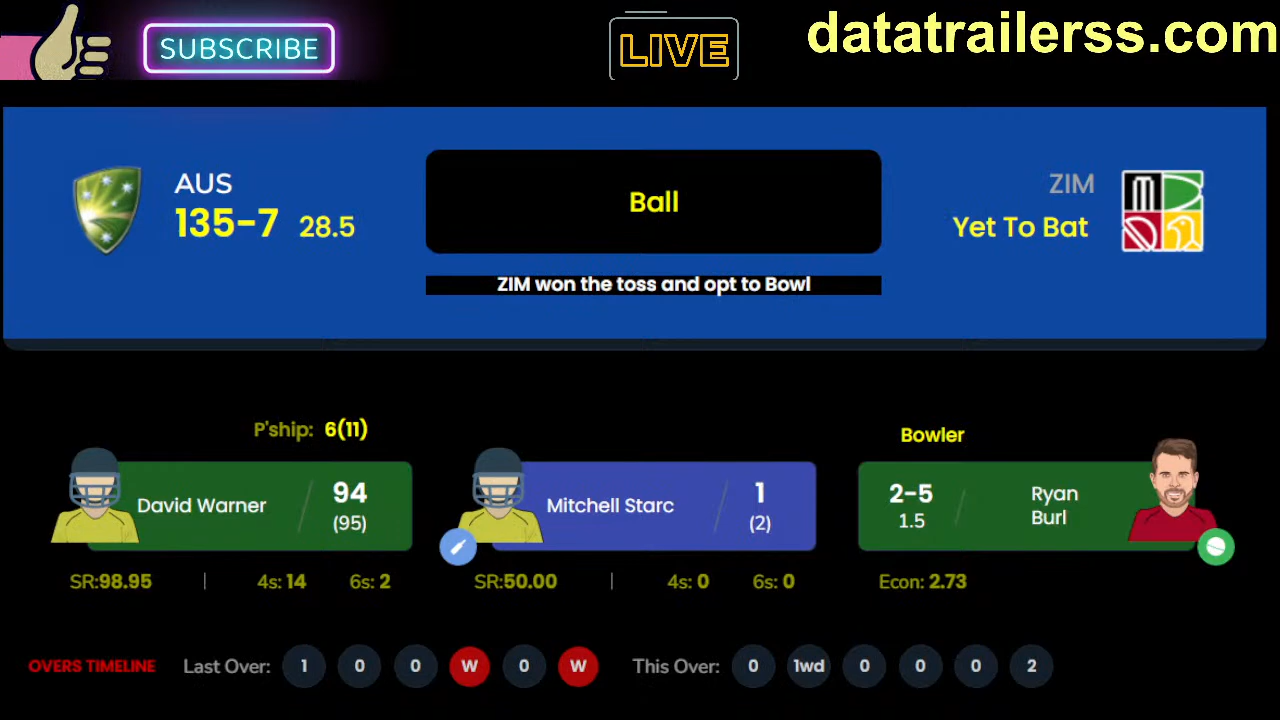 SUBSCRIBE
LIVE
datatrailerss.com
AUS
135-7 28.5
Ball
ZIM
Yet To Bat
ZIM won the toss and opt to Bowl
P'ship: 6(11)
Bowler
David Warner
94
(95)
Mitchell Starc
1
(2)
2-5
1.5
Ryan
Burl
SR:98.95 | 4s: 14 6s: 2
SR:50.00 | 4s: 0 6s: 0
Econ: 2.73
OVERS TIMELINE Last Over: 1 0 0 W 0 W This Over: 0 1wd 0 0 0 2